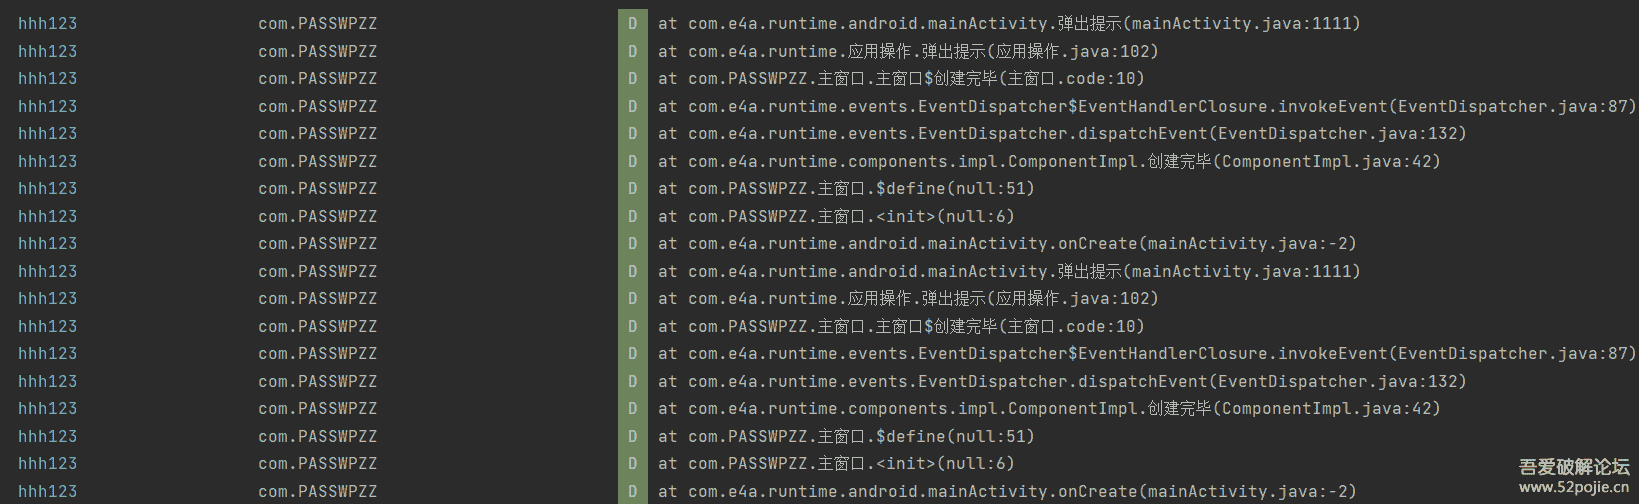 hhh123 com.PASSWPZZ D at com.e4a.runtime.android.mainActivity.弹出提示(mainActivity.java:1111)
hhh123 com.PASSWPZZ D at com.e4a.runtime.应用操作.弹出提示(应用操作.java:102)
hhh123 com.PASSWPZZ D at com.PASSWPZZ.主窗口.主窗口$创建完毕(主窗口.code:10)
hhh123 com.PASSWPZZ D at com.e4a.runtime.events.EventDispatcher$EventHandlerClosure.invokeEvent(EventDispatcher.java:87)
hhh123 com.PASSWPZZ D at com.e4a.runtime.events.EventDispatcher.dispatchEvent(EventDispatcher.java:132)
hhh123 com.PASSWPZZ D at com.e4a.runtime.components.impl.ComponentImpl.创建完毕(ComponentImpl.java:42)
hhh123 com.PASSWPZZ D at com.PASSWPZZ.主窗口.$define(null:51)
hhh123 com.PASSWPZZ D at com.PASSWPZZ.主窗口.<init>(null:6)
hhh123 com.PASSWPZZ D at com.e4a.runtime.android.mainActivity.onCreate(mainActivity.java:-2)
hhh123 com.PASSWPZZ D at com.e4a.runtime.android.mainActivity.弹出提示(mainActivity.java:1111)
hhh123 com.PASSWPZZ D at com.e4a.runtime.应用操作.弹出提示(应用操作.java:102)
hhh123 com.PASSWPZZ D at com.PASSWPZZ.主窗口.主窗口$创建完毕(主窗口.code:10)
hhh123 com.PASSWPZZ D at com.e4a.runtime.events.EventDispatcher$EventHandlerClosure.invokeEvent(EventDispatcher.java:87)
hhh123 com.PASSWPZZ D at com.e4a.runtime.events.EventDispatcher.dispatchEvent(EventDispatcher.java:132)
hhh123 com.PASSWPZZ D at com.e4a.runtime.components.impl.ComponentImpl.创建完毕(ComponentImpl.java:42)
hhh123 com.PASSWPZZ D at com.PASSWPZZ.主窗口.$define(null:51)
hhh123 com.PASSWPZZ D at com.PASSWPZZ.主窗口.<init>(null:6)
hhh123 com.PASSWPZZ D at com.e4a.runtime.android.mainActivity.onCreate(mainActivity.java:-2)
吾爱破解论坛
www.52pojie.cn